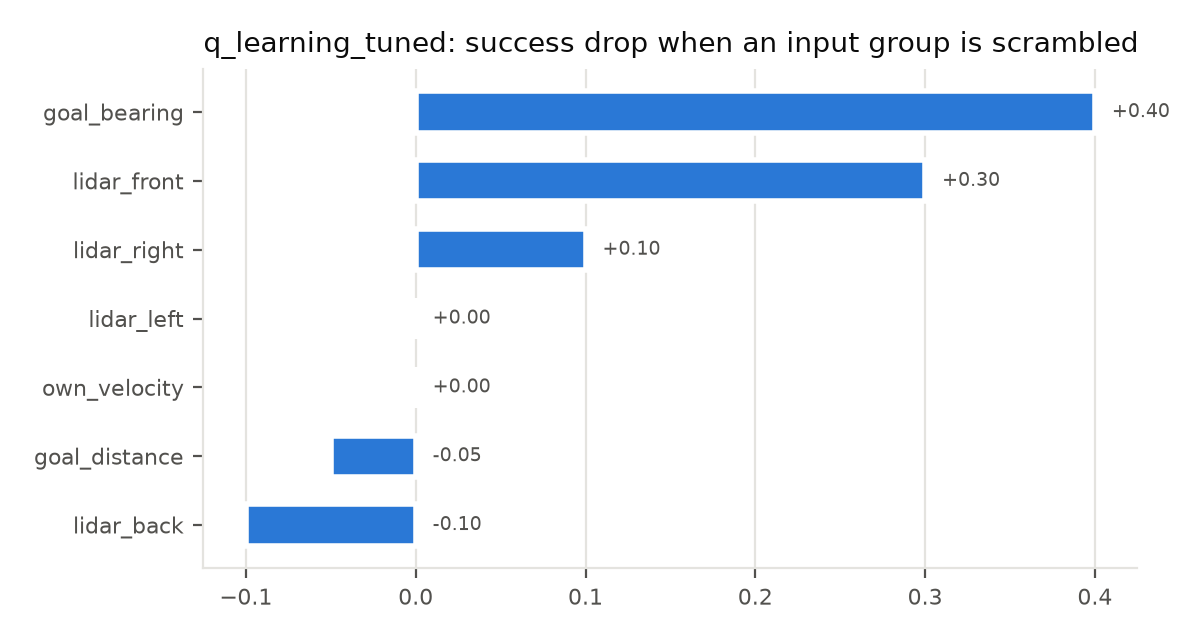 q_learning_tuned: success drop when an input group is scrambled
goal_bearing +0.40
lidar_front +0.30
lidar_right +0.10
lidar_left +0.00
own_velocity +0.00
goal_distance -0.05
lidar_back -0.10
−0.1 0.0 0.1 0.2 0.3 0.4